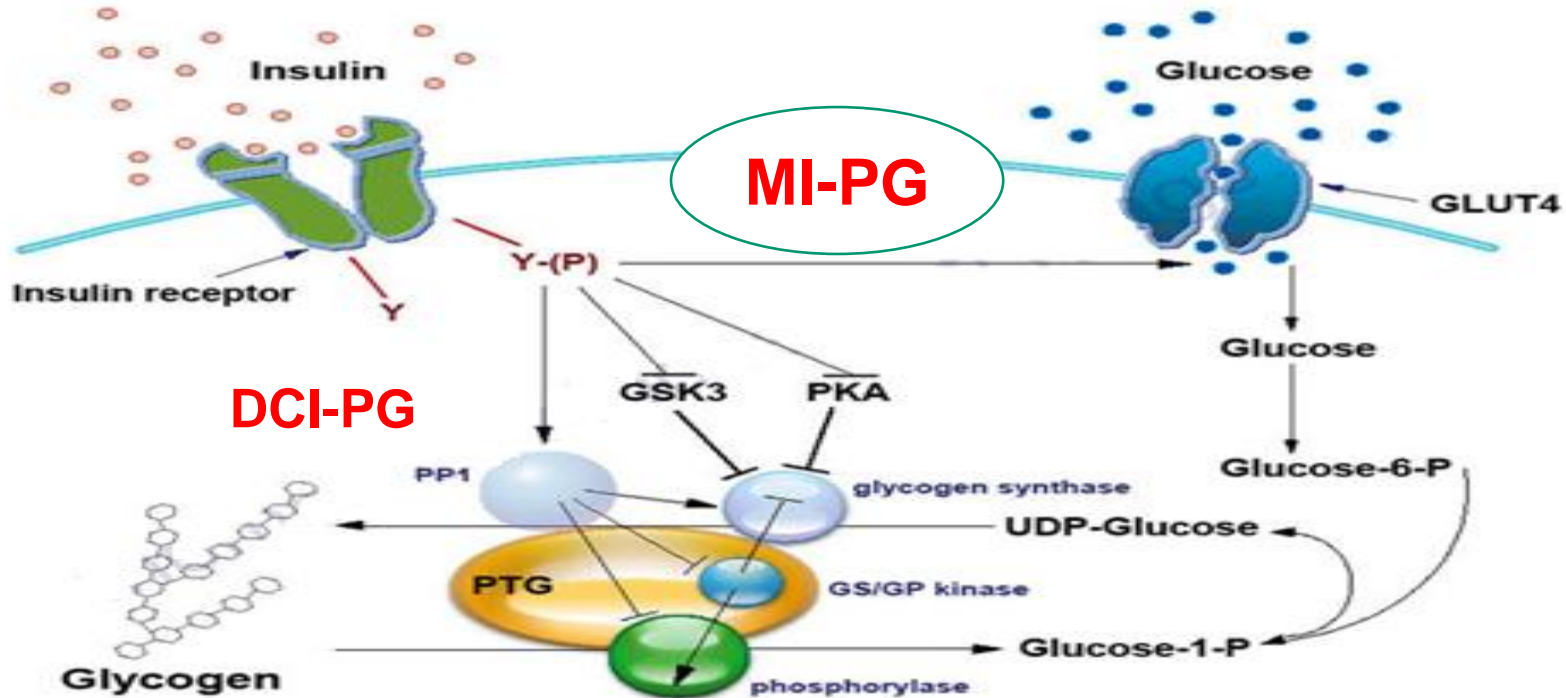 Insulin
Glucose
MI-PG
GLUT4
Y-(P)
Insulin receptor
Y
Glucose
DCI-PG
GSK3
PKA
PP1
Glucose-6-P
glycogen synthase
UDP-Glucose
PTG
GS/GP kinase
Glucose-1-P
Glycogen
phosphorylase